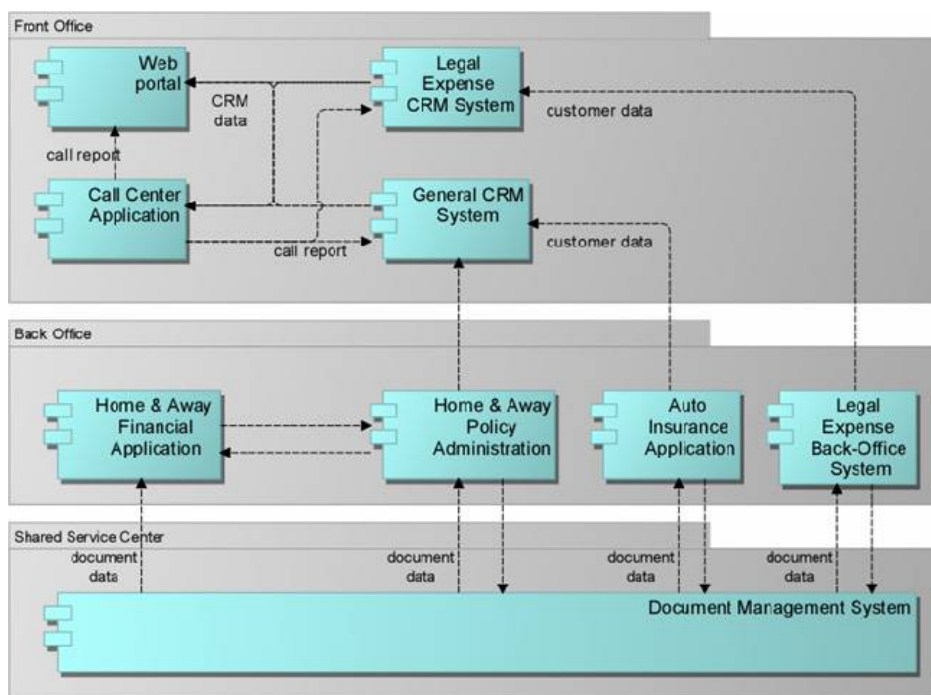 Front Office
Web
portal
Legal
Expense
CRM System
CRM
data
customer data
call report
Call Center
Application
General CRM
System
call report
customer data
Back Office
Home & Away
Financial
Application
Home & Away
Policy
Administration
Auto
Insurance
Application
Legal
Expense
Back-Office
System
Shared Service Center
document
data
document
data
document
data
document
data
Document Management System